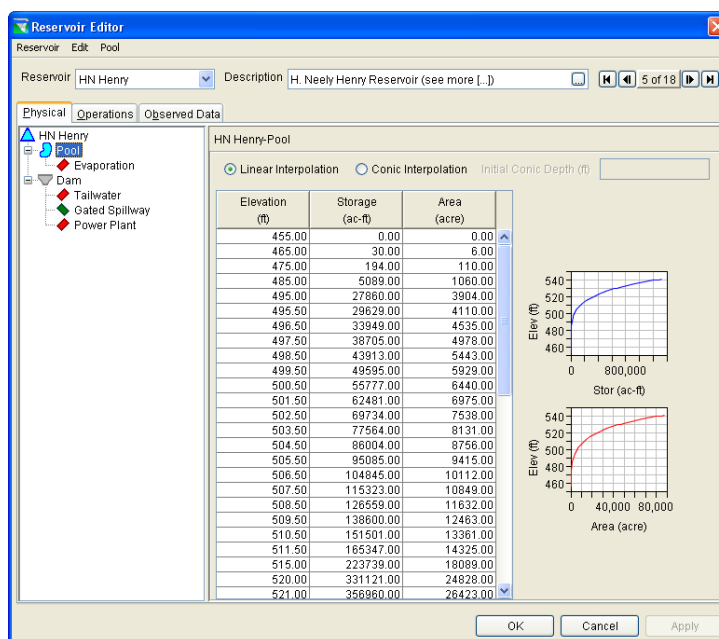 Reservoir Editor
Reservoir Edit Pool
Reservoir HN Henry Description H. Neely Henry Reservoir (see more [...]) ... 5 of 18
Physical Operations Observed Data
HN Henry
Pool
Evaporation
Dam
Tailwater
Gated Spillway
Power Plant
HN Henry-Pool
Linear Interpolation Conic Interpolation Initial Conic Depth (ft)
Elevation Storage Area
(ft) (ac-ft) (acre)
455.00 0.00 0.00
465.00 30.00 6.00
475.00 194.00 110.00
485.00 5089.00 1060.00
495.00 27860.00 3904.00
495.50 29629.00 4110.00
496.50 33949.00 4535.00
497.50 38705.00 4978.00
498.50 43913.00 5443.00
499.50 49595.00 5929.00
500.50 55777.00 6440.00
501.50 62481.00 6975.00
502.50 69734.00 7538.00
503.50 77564.00 8131.00
504.50 86004.00 8756.00
505.50 95085.00 9415.00
506.50 104845.00 10112.00
507.50 115323.00 10849.00
508.50 126559.00 11632.00
509.50 138600.00 12463.00
510.50 151501.00 13361.00
511.50 165347.00 14325.00
515.00 223739.00 18089.00
520.00 331121.00 24828.00
521.00 356960.00 26423.00
Elev (ft)
540
520
500
480
460
0 800,000
Stor (ac-ft)
Elev (ft)
540
520
500
480
460
0 40,000 80,000
Area (acre)
OK Cancel Apply